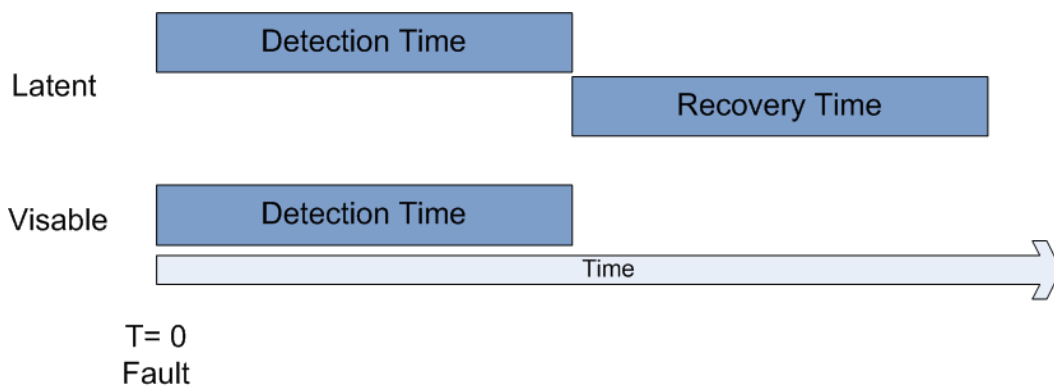 Detection Time
Latent
Recovery Time
Visable
Detection Time
Time
T= 0
Fault